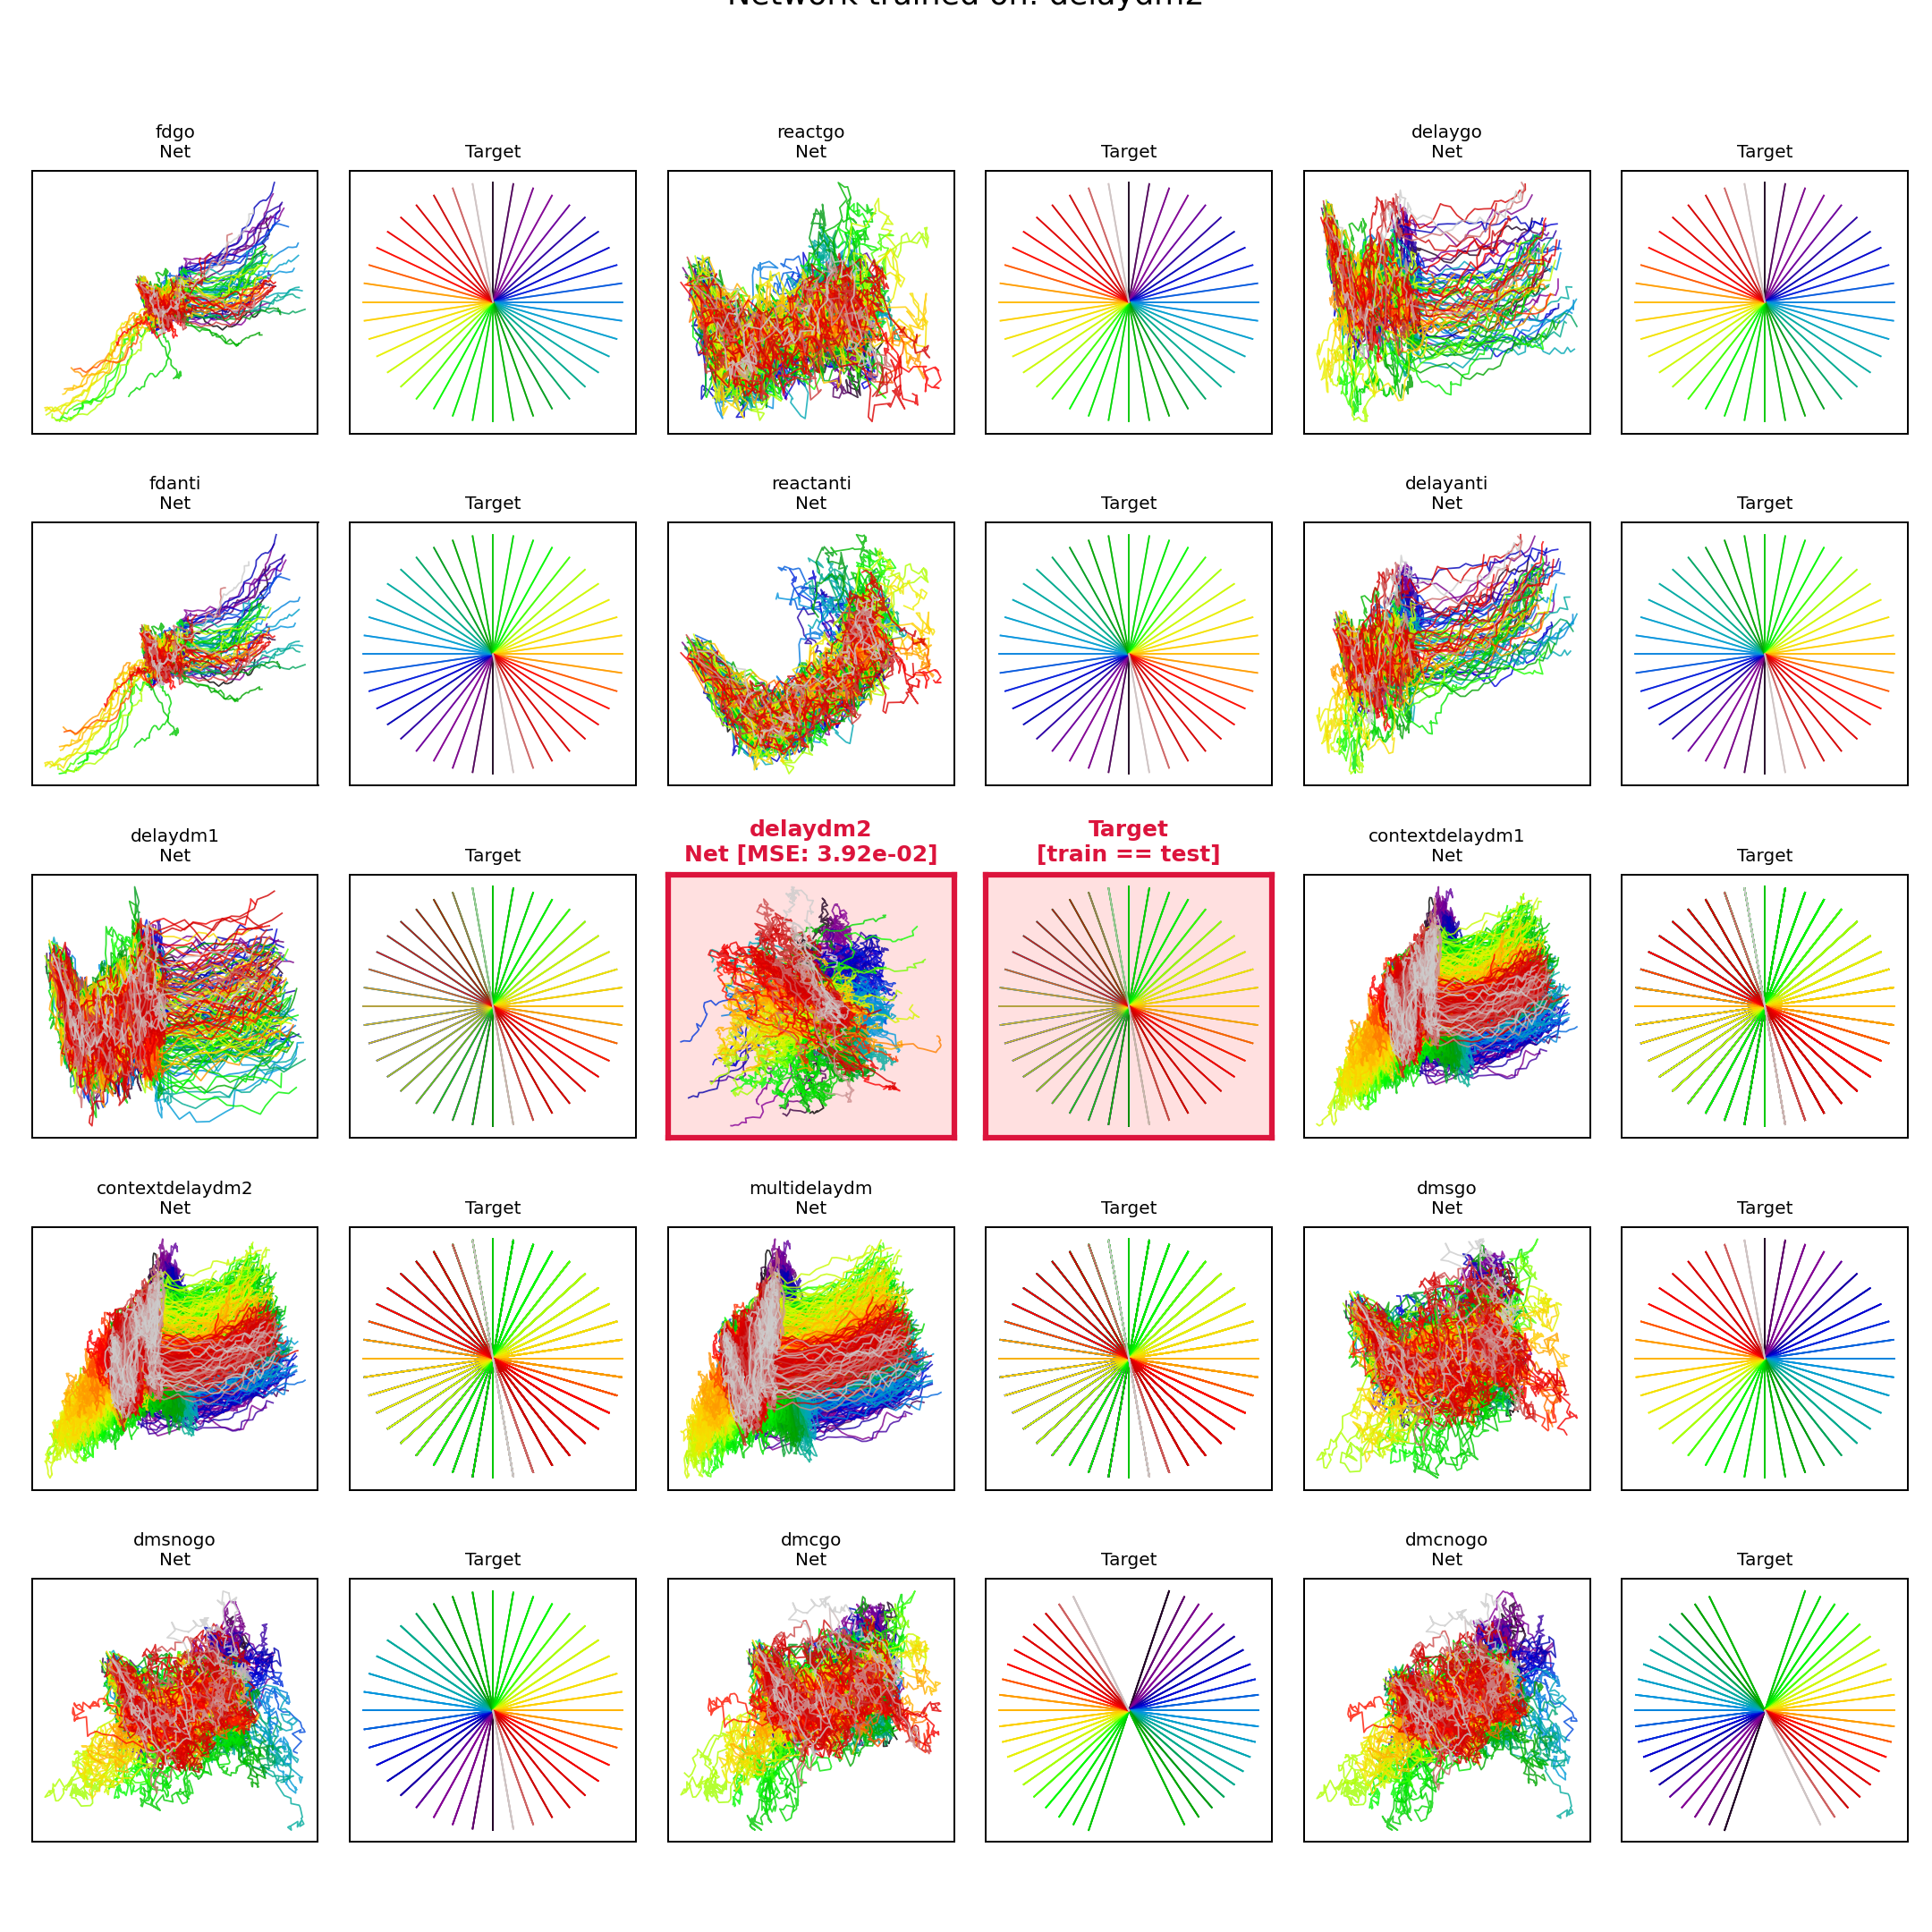 Network trained on: delaydm2
fdgo
Net
Target
reactgo
Net
Target
delaygo
Net
Target
fdanti
Net
Target
reactanti
Net
Target
delayanti
Net
Target
delaydm1
Net
Target
delaydm2
Net [MSE: 3.92e-02]
Target
[train == test]
contextdelaydm1
Net
Target
contextdelaydm2
Net
Target
multidelaydm
Net
Target
dmsgo
Net
Target
dmsnogo
Net
Target
dmcgo
Net
Target
dmcnogo
Net
Target